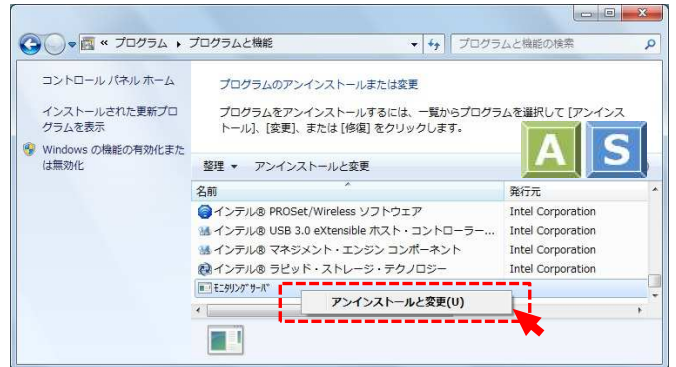 « プログラム ▸ プログラムと機能
プログラムと機能の検索
コントロール パネル ホーム
インストールされた更新プロ
グラムを表示
Windows の機能の有効化また
は無効化
プログラムのアンインストールまたは変更
プログラムをアンインストールするには、一覧からプログラムを選択して [アンインス
トール]、[変更]、または [修復] をクリックします。
A S
整理 ▼ アンインストールと変更
名前 発行元
インテル® PROSet/Wireless ソフトウェア Intel Corporation
インテル® USB 3.0 eXtensible ホスト・コントローラー... Intel Corporation
インテル® マネジメント・エンジン コンポーネント Intel Corporation
インテル® ラピッド・ストレージ・テクノロジー Intel Corporation
ﾓﾆﾀﾘﾝｸﾞｻｰﾊﾞ
アンインストールと変更(U)